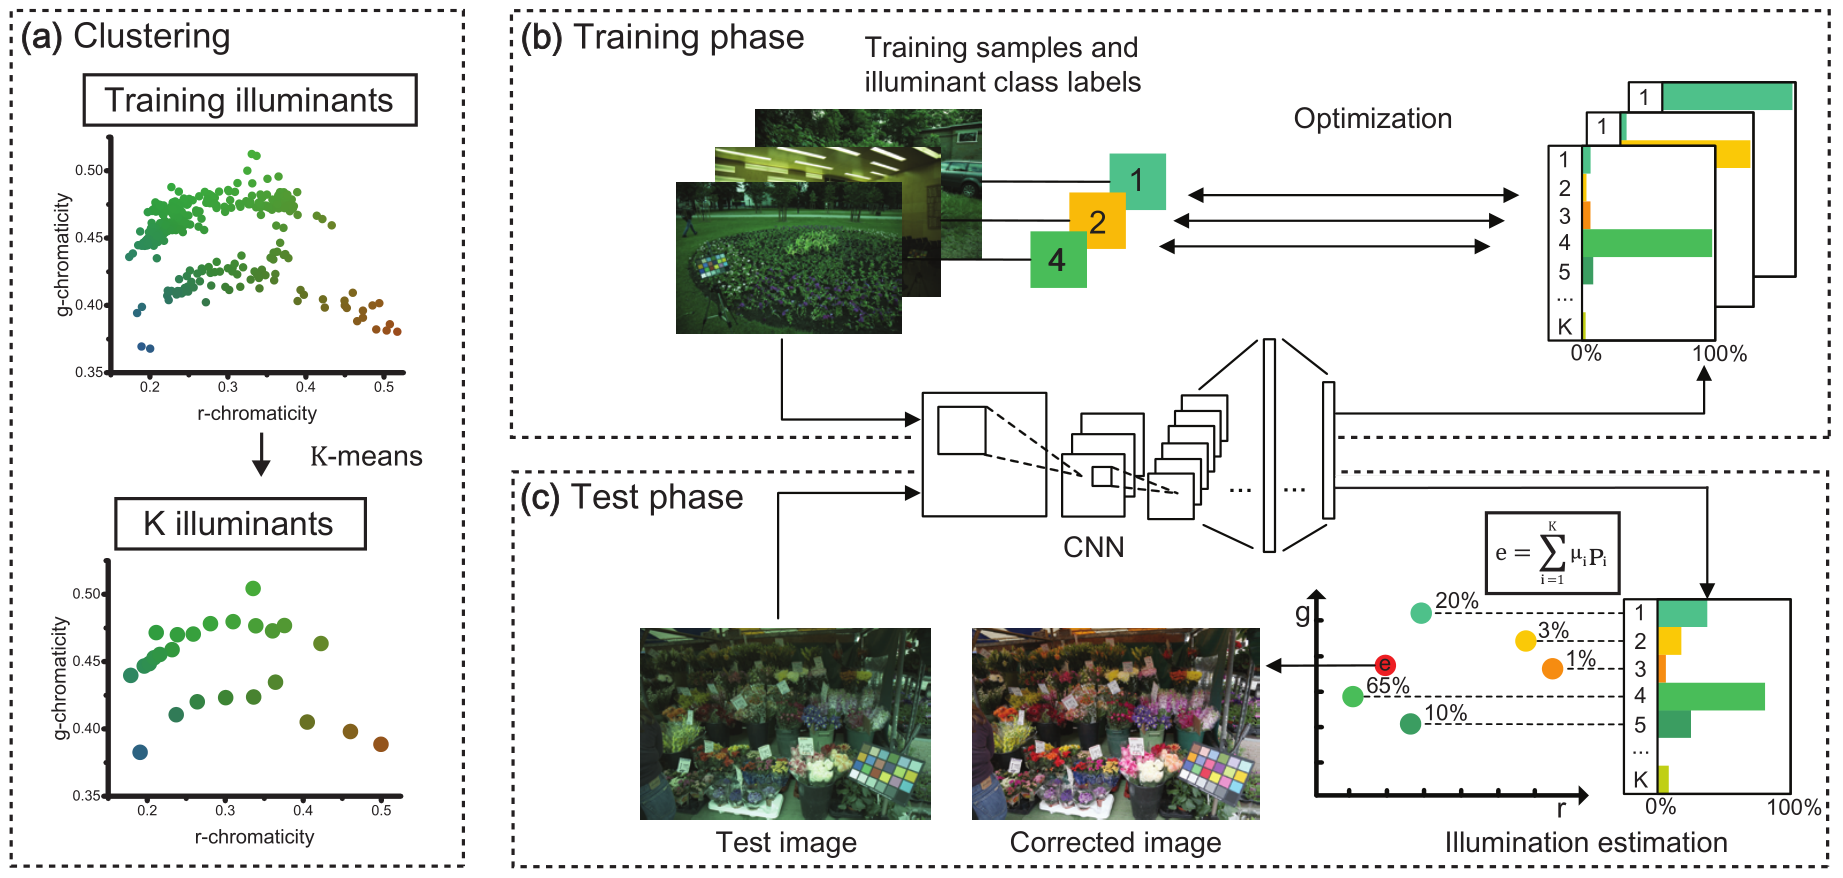 (a) Clustering
Training illuminants
g-chromaticity
0.50
0.45
0.40
0.35
0.2 0.3 0.4 0.5
r-chromaticity
K-means
K illuminants
g-chromaticity
0.50
0.45
0.40
0.35
0.2 0.3 0.4 0.5
r-chromaticity
(b) Training phase
Training samples and
illuminant class labels
1
2
4
Optimization
1
1
1
2
3
4
5
...
K
0% 100%
(c) Test phase
... ...
CNN
Test image
Corrected image
e = ∑ᵢ₌₁ᴷ μᵢpᵢ
g
20%
3%
e
1%
65%
10%
r
1
2
3
4
5
...
K
0% 100%
Illumination estimation